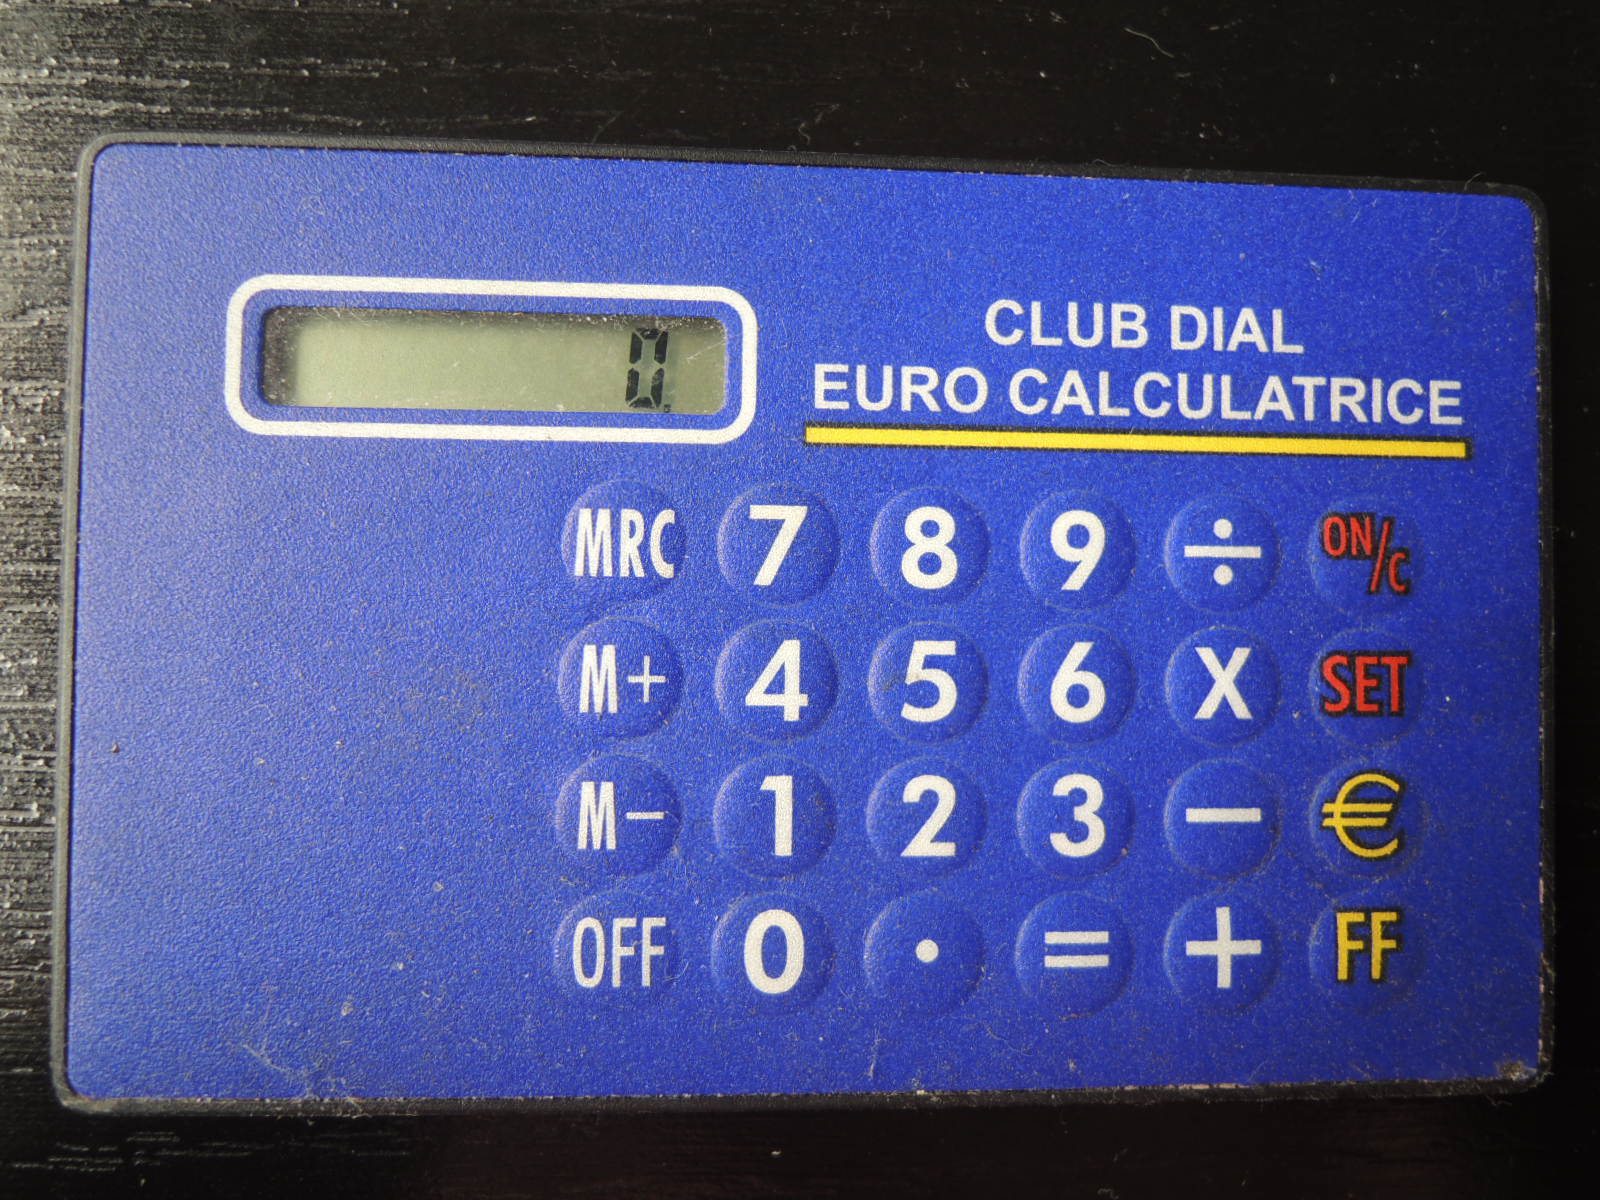 0.
CLUB DIAL
EURO CALCULATRICE
MRC 7 8 9 ÷ ON/C
M+ 4 5 6 X SET
M− 1 2 3 − €
OFF 0 . = + FF